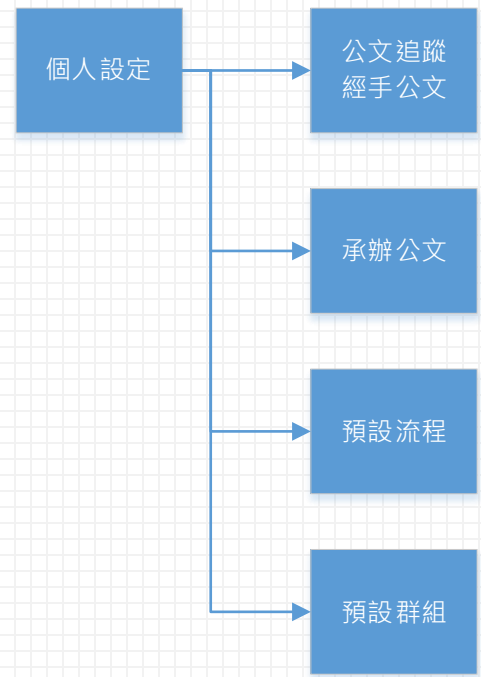 個人設定
公文追蹤
經手公文
承辦公文
預設流程
預設群組